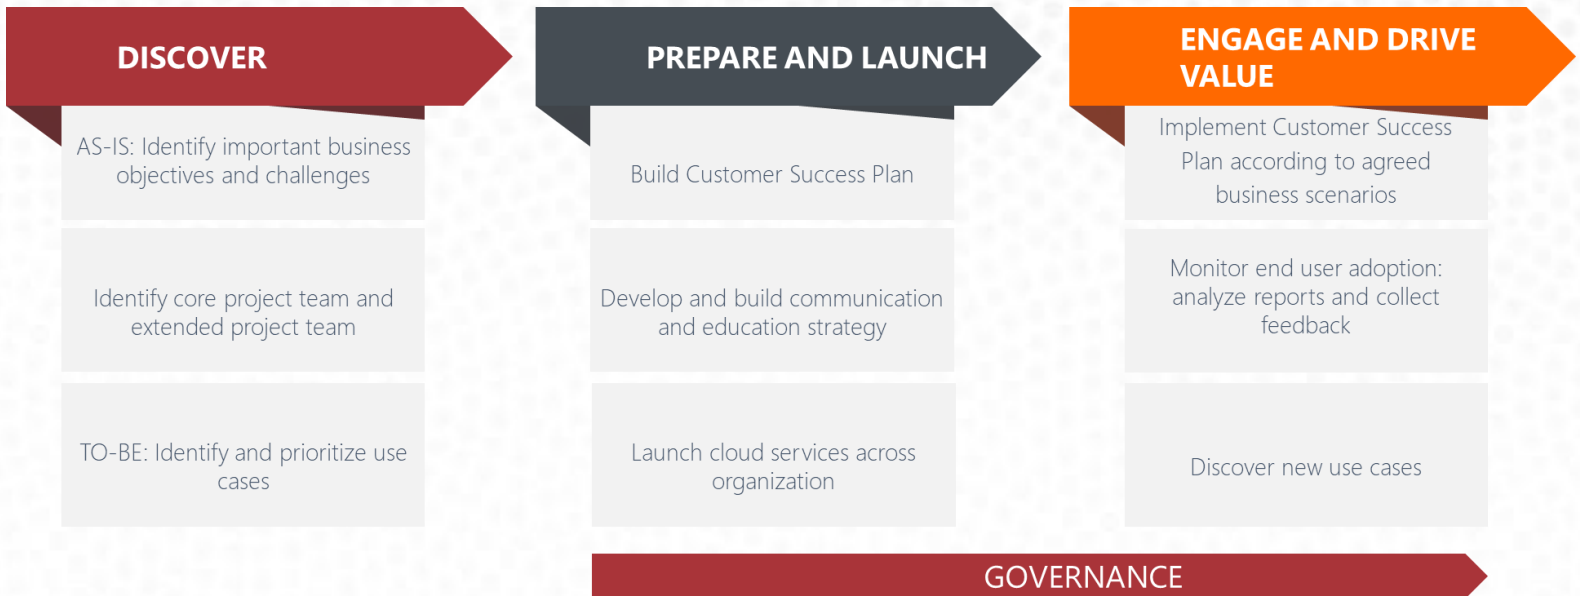 DISCOVER
AS-IS: Identify important business
objectives and challenges
Identify core project team and
extended project team
TO-BE: Identify and prioritize use
cases
PREPARE AND LAUNCH
Build Customer Success Plan
Develop and build communication
and education strategy
Launch cloud services across
organization
ENGAGE AND DRIVE
VALUE
Implement Customer Success
Plan according to agreed
business scenarios
Monitor end user adoption:
analyze reports and collect
feedback
Discover new use cases
GOVERNANCE